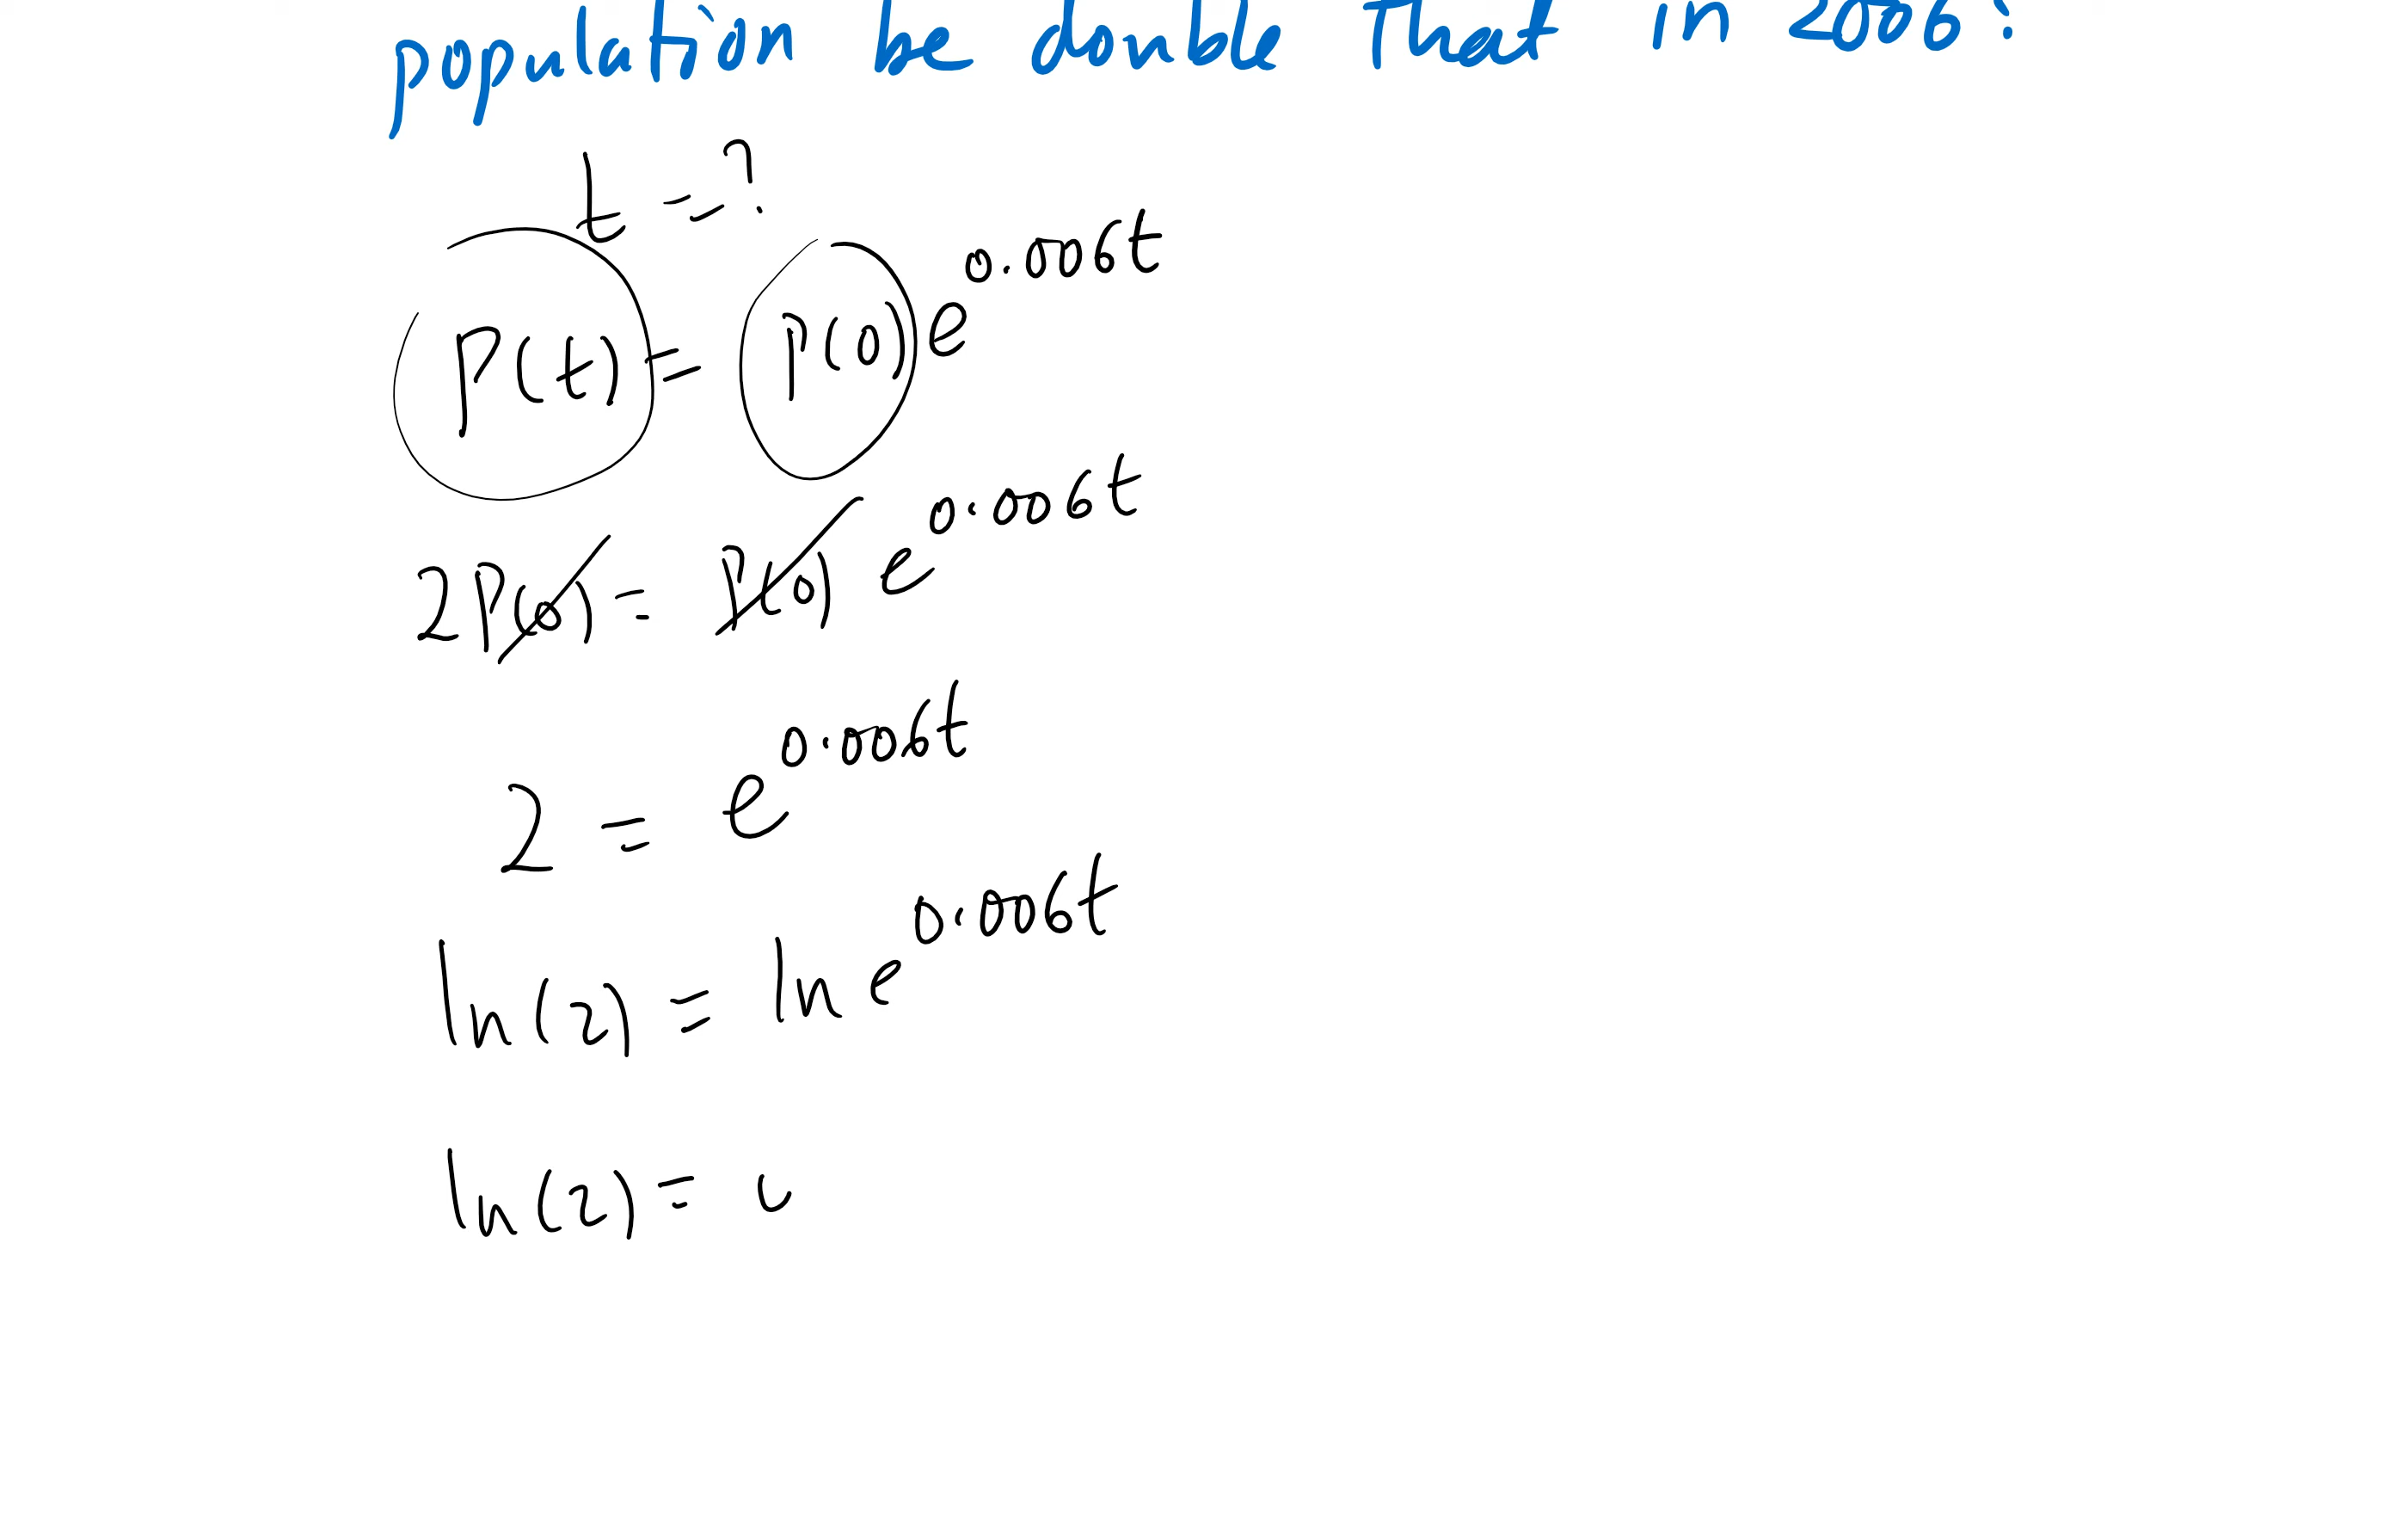 population be double that in 2006?
t = ?
P(t) = P(0) e^0.006t
2P(0) = P(0) e^0.006t
2 = e^0.006t
ln(2) = ln e^0.006t
ln(2) =